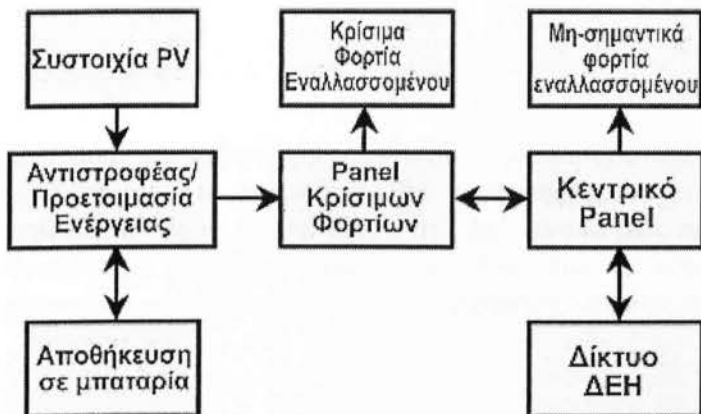 Συστοιχία PV
Κρίσιμα
Φορτία
Εναλλασσομένου
Μη-σημαντικά
φορτία
εναλλασσομένου
Αντιστροφέας/
Προετοιμασία
Ενέργειας
Panel
Κρίσιμων
Φορτίων
Κεντρικό
Panel
Αποθήκευση
σε μπαταρία
Δίκτυο
ΔΕΗ